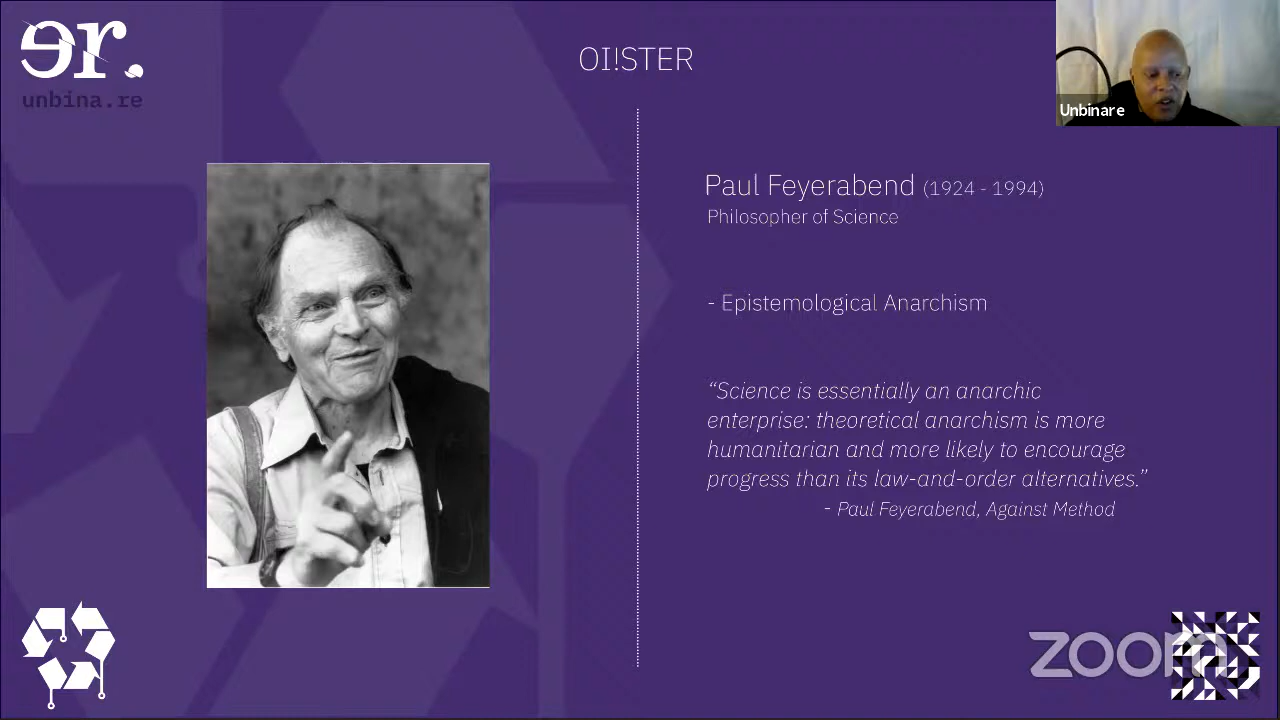 er.
unbina.re
OI!STER
Unbinare
Paul Feyerabend (1924 - 1994)
Philosopher of Science
- Epistemological Anarchism
“Science is essentially an anarchic
enterprise: theoretical anarchism is more
humanitarian and more likely to encourage
progress than its law-and-order alternatives.”
- Paul Feyerabend, Against Method
zoom